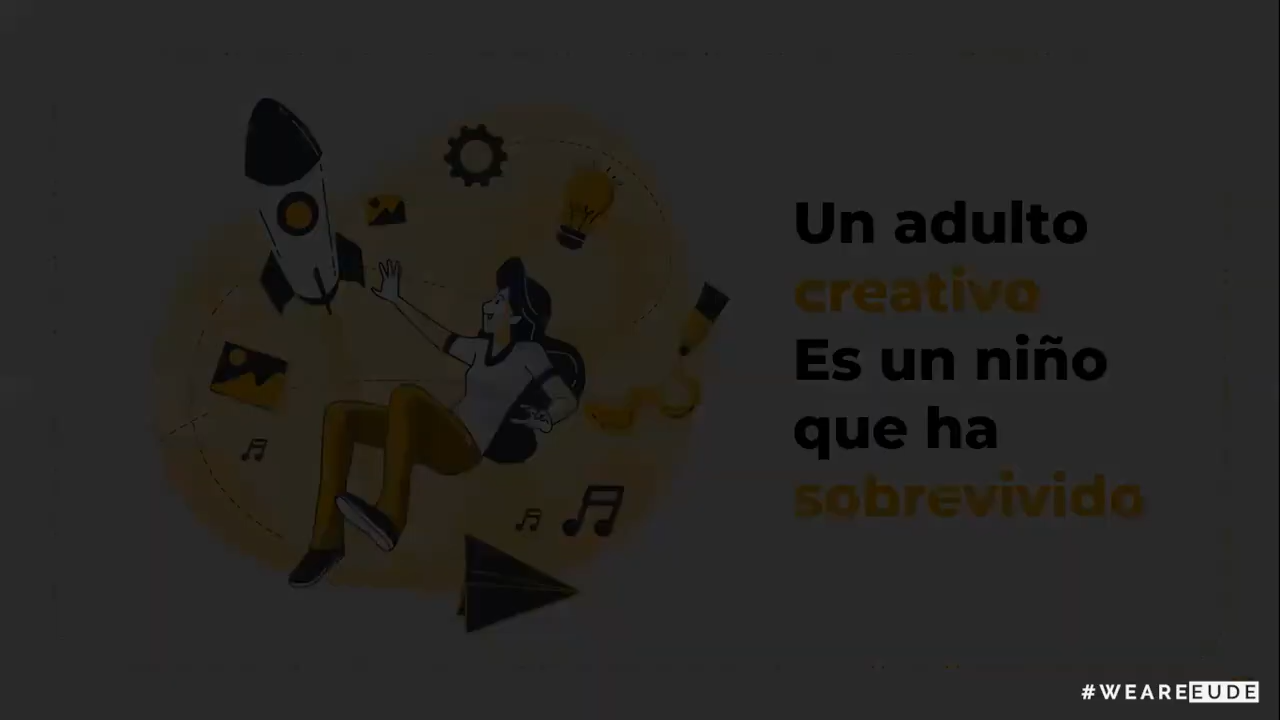 Un adulto
creativo
Es un niño
que ha
sobrevivido
#WEAREEUDE